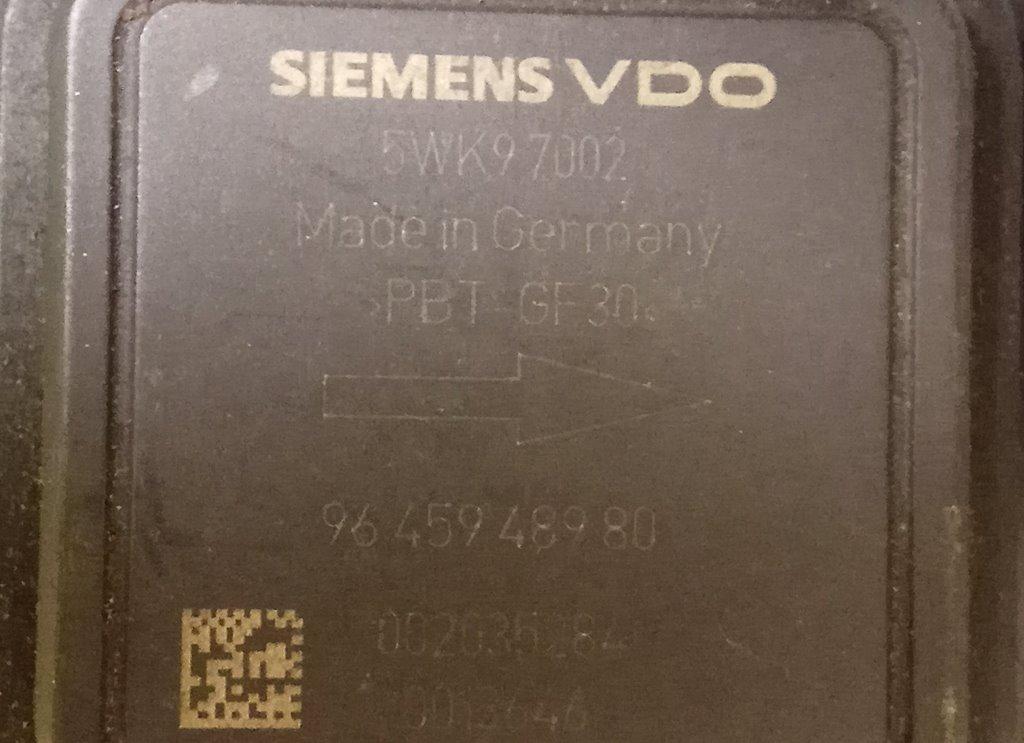 SIEMENS VDO
5WK9 7002
Made in Germany
>PBT-GF30<
96 459 489 80